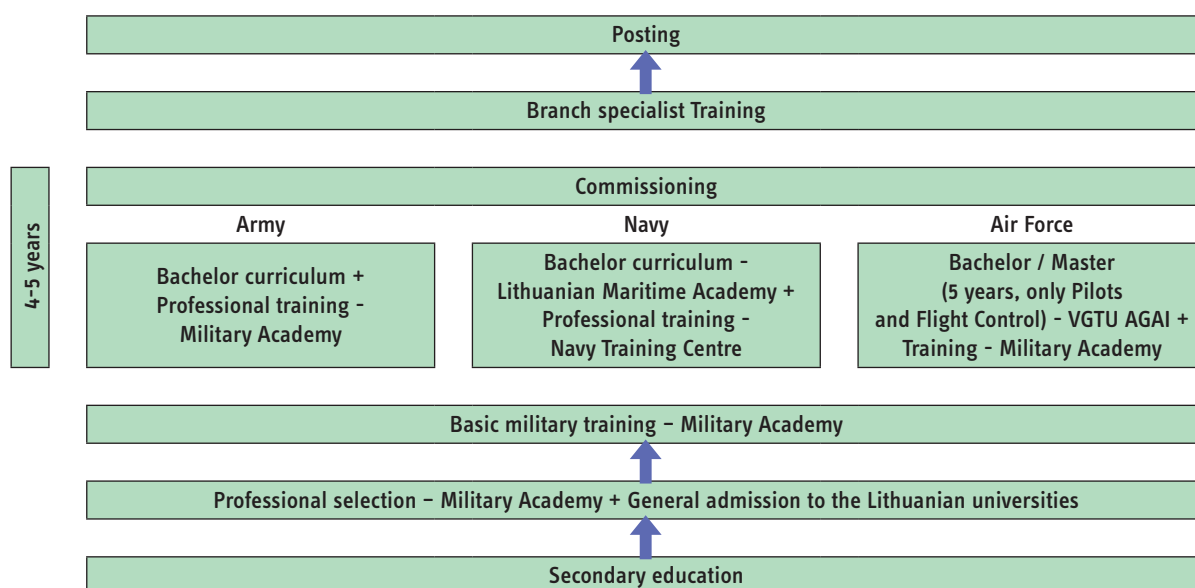 Posting
Branch specialist Training
Commissioning
4-5 years
Army
Navy
Air Force
Bachelor curriculum +
Professional training -
Military Academy
Bachelor curriculum -
Lithuanian Maritime Academy +
Professional training -
Navy Training Centre
Bachelor / Master
(5 years, only Pilots
and Flight Control) - VGTU AGAI +
Training - Military Academy
Basic military training – Military Academy
Professional selection – Military Academy + General admission to the Lithuanian universities
Secondary education